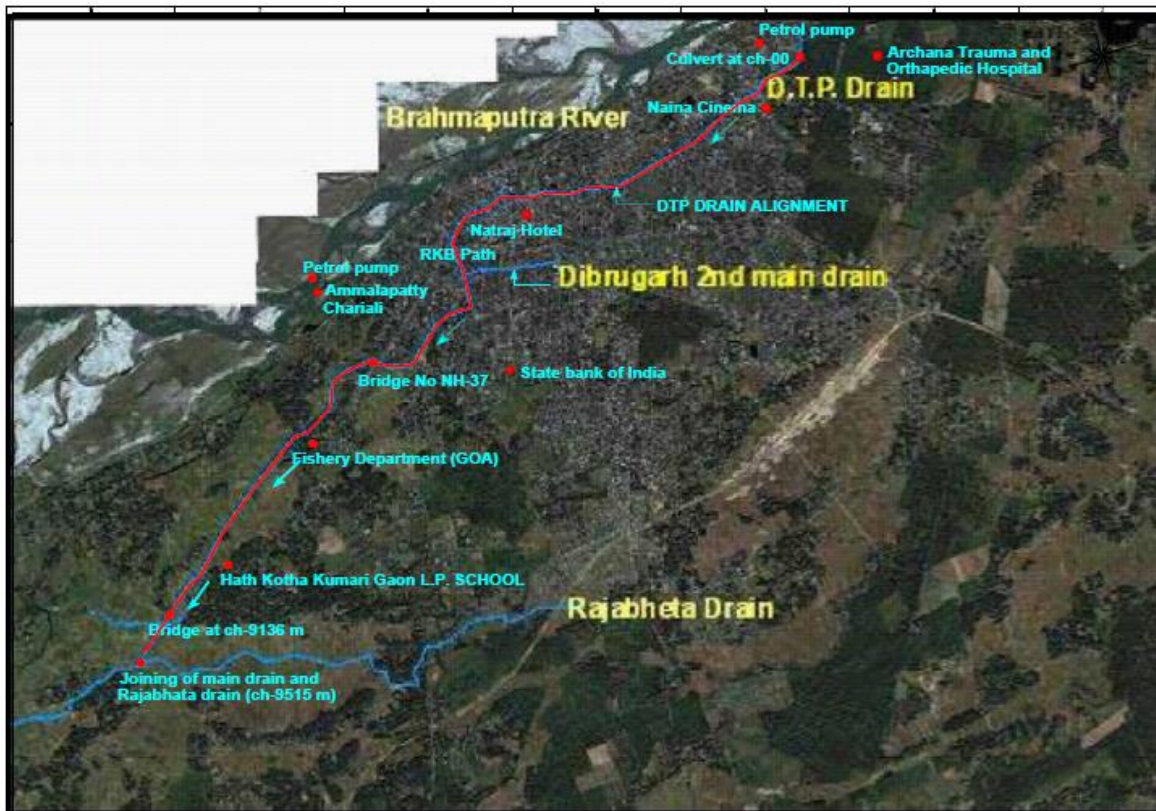 Petrol pump
Culvert at ch-00
Archana Trauma and
Orthapedic Hospital
D.T.P. Drain
Naina Cinema
Brahmaputra River
DTP DRAIN ALIGNMENT
Natraj Hotel
RKB Path
Petrol pump
Dibrugarh 2nd main drain
Ammalapatty
Chariali
State bank of India
Bridge No NH-37
Fishery Department (GOA)
Hath Kotha Kumari Gaon L.P. SCHOOL
Rajabheta Drain
Bridge at ch-9136 m
Joining of main drain and
Rajabhata drain (ch-9515 m)